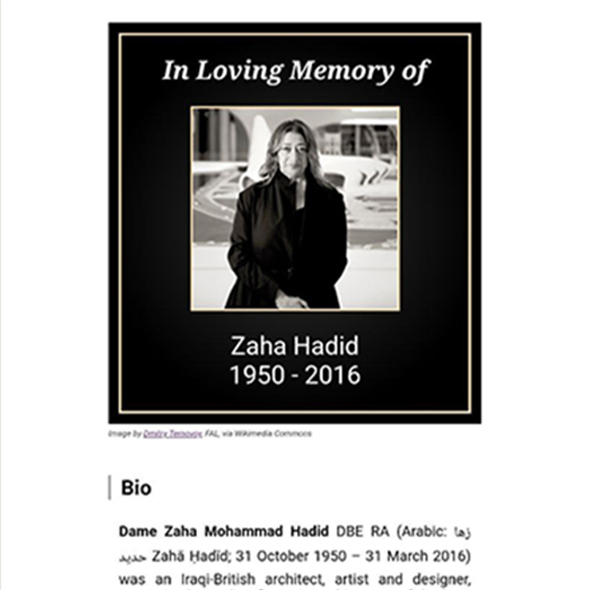 In Loving Memory of
Zaha Hadid
1950 - 2016
Image by Dmitry Ternovoy, FAL, via Wikimedia Commons
Bio
Dame Zaha Mohammad Hadid DBE RA (Arabic: زها
حديد Zahā Ḥadīd; 31 October 1950 – 31 March 2016)
was an Iraqi-British architect, artist and designer,